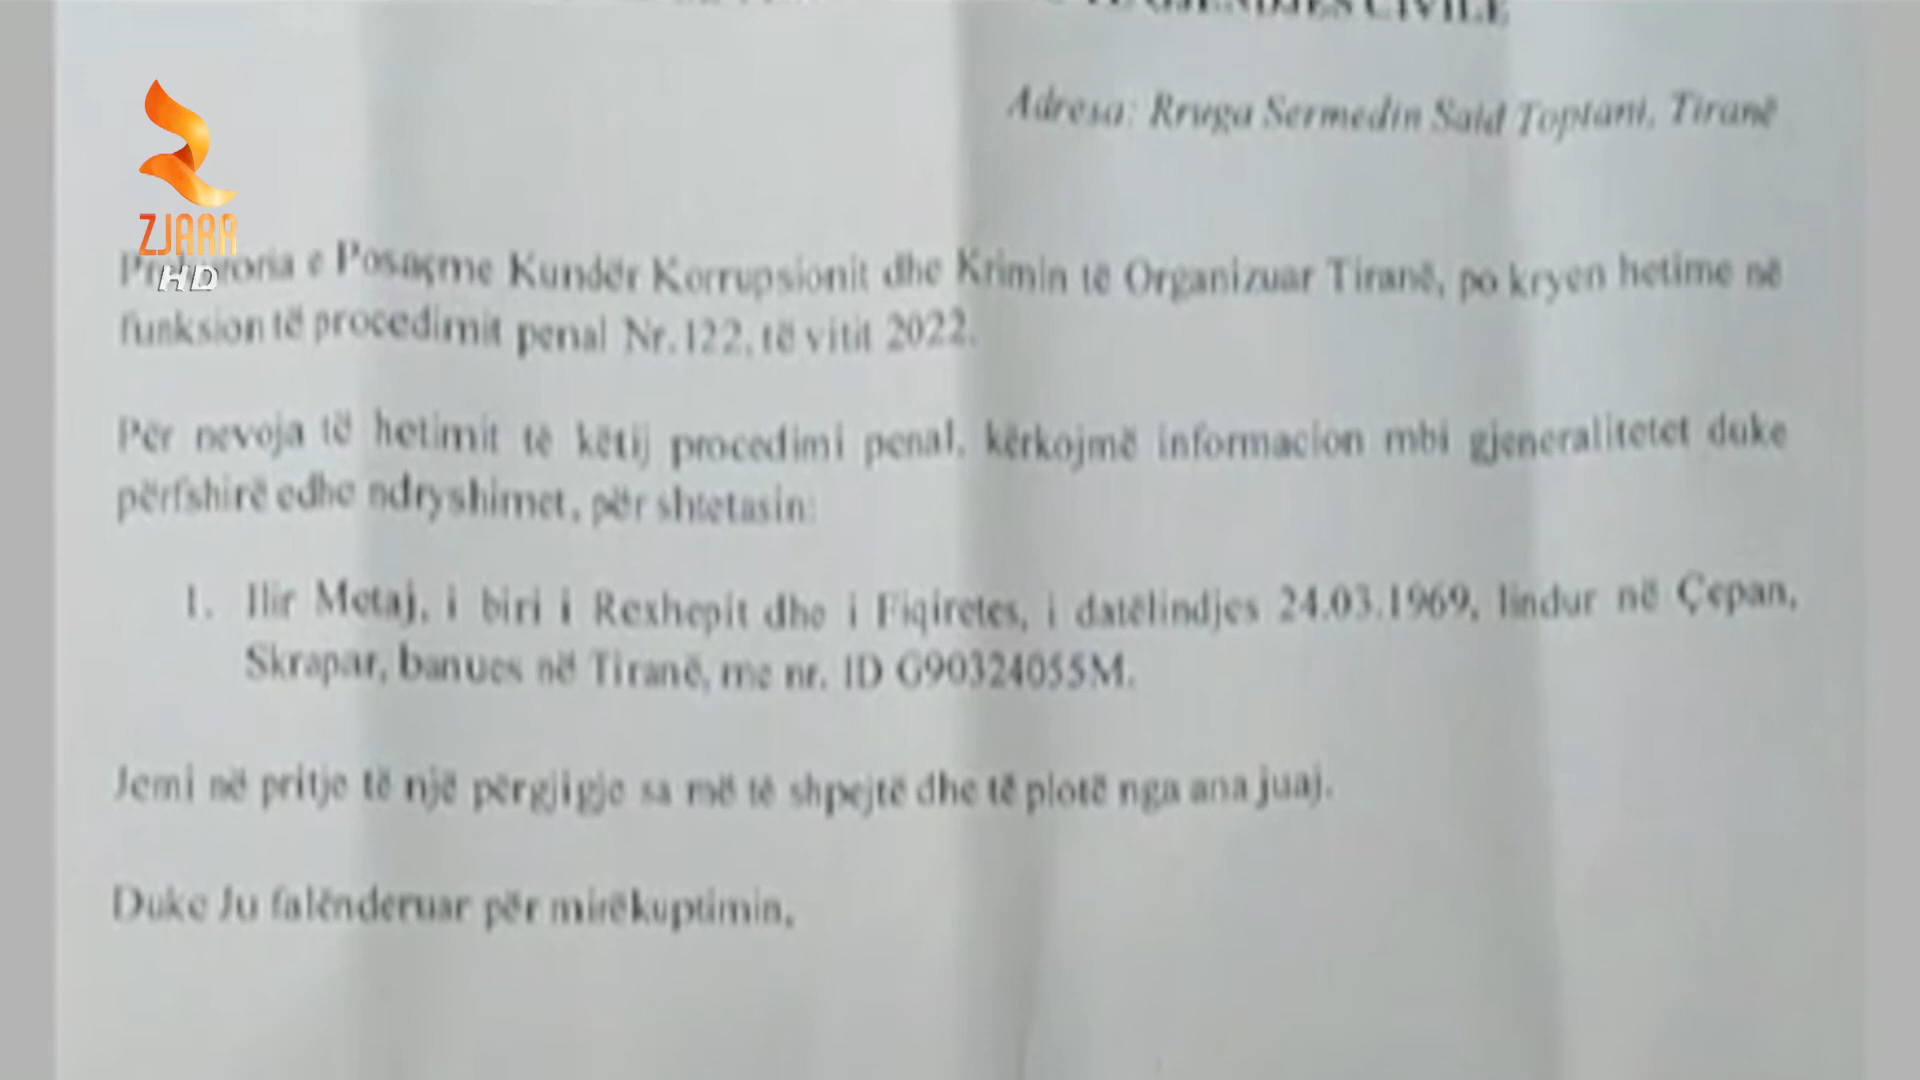 TË GJENDJES CIVILE
Adresa: Rruga Sermedin Said Toptani, Tiranë
ZJARR
HD
Prokuroria e Posaçme Kundër Korrupsionit dhe Krimin të Organizuar Tiranë, po kryen hetime në
funksion të procedimit penal Nr.122, të vitit 2022.
Për nevoja të hetimit të këtij procedimi penal, kërkojmë informacion mbi gjeneralitetet duke
përfshirë edhe ndryshimet, për shtetasin:
1. Ilir Metaj, i biri i Rexhepit dhe i Fiqiretes, i datëlindjes 24.03.1969, lindur në Çepan,
Skrapar, banues në Tiranë, me nr. ID G90324055M.
Jemi në pritje të një përgjigje sa më të shpejtë dhe të plotë nga ana juaj.
Duke Ju falënderuar për mirëkuptimin,